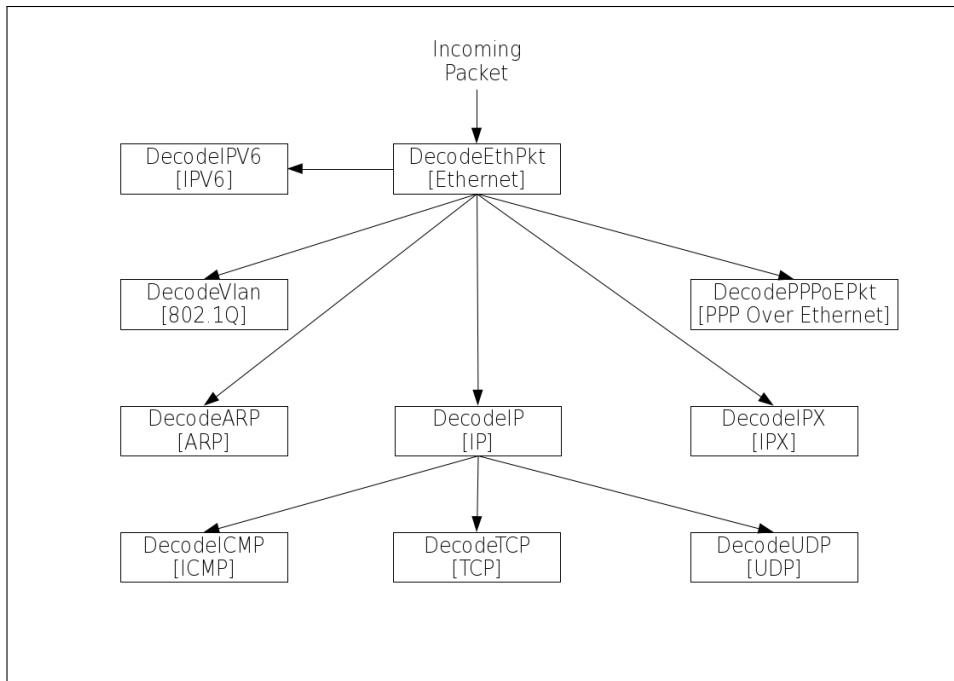 Incoming
Packet
DecodeIPV6
[IPV6]
DecodeEthPkt
[Ethernet]
DecodeVlan
[802.1Q]
DecodePPPoEPkt
[PPP Over Ethernet]
DecodeARP
[ARP]
DecodeIP
[IP]
DecodeIPX
[IPX]
DecodeICMP
[ICMP]
DecodeTCP
[TCP]
DecodeUDP
[UDP]